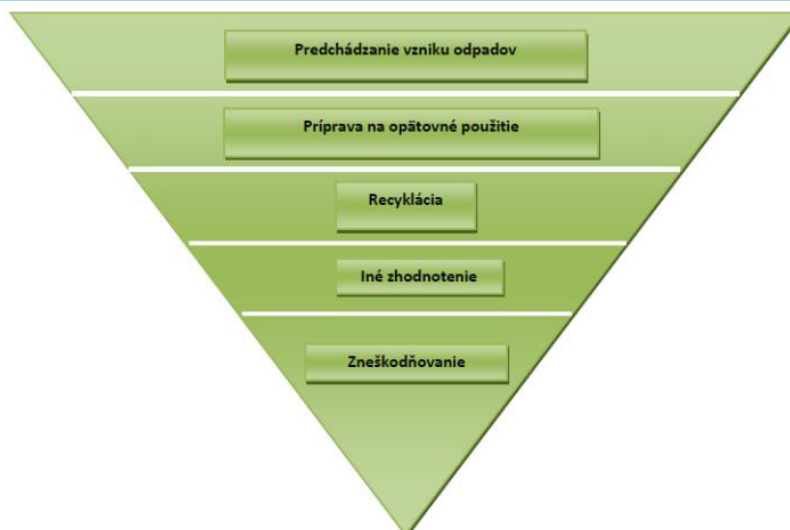 Predchádzanie vzniku odpadov
Príprava na opätovné použitie
Recyklácia
Iné zhodnotenie
Zneškodňovanie